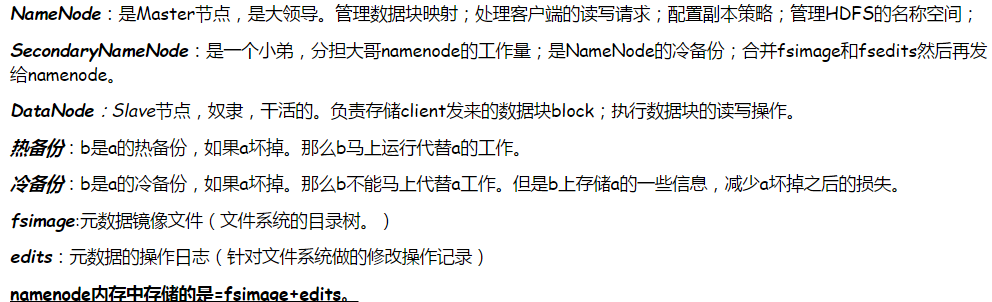 NameNode：是Master节点，是大领导。管理数据块映射；处理客户端的读写请求；配置副本策略；管理HDFS的名称空间；
SecondaryNameNode：是一个小弟，分担大哥namenode的工作量；是NameNode的冷备份；合并fsimage和fsedits然后再发
给namenode。
DataNode：Slave节点，奴隶，干活的。负责存储client发来的数据块block；执行数据块的读写操作。
热备份：b是a的热备份，如果a坏掉。那么b马上运行代替a的工作。
冷备份：b是a的冷备份，如果a坏掉。那么b不能马上代替a工作。但是b上存储a的一些信息，减少a坏掉之后的损失。
fsimage:元数据镜像文件（文件系统的目录树。）
edits：元数据的操作日志（针对文件系统做的修改操作记录）
namenode内存中存储的是=fsimage+edits。